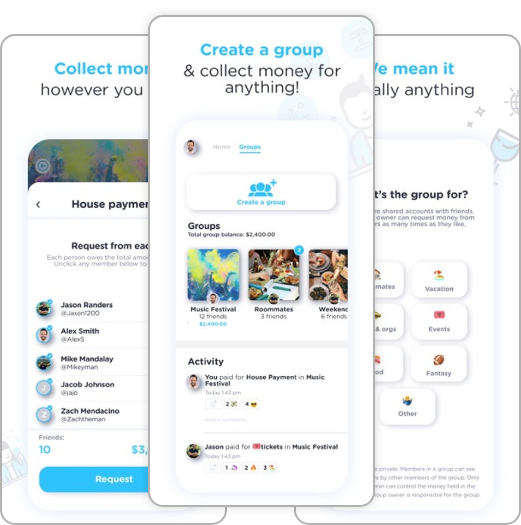 Collect mor
however you
House paymer
Request from eac
Each person owes the total amo
Unclick any member below to
Jason Randers
@Jason1200
Alex Smith
@AlexS
Mike Mandalay
@Mikeyman
J
Jacob Johnson
@jajo
Z
Zach Mendacino
@Zachtheman
Friends:
10
$3,
Request
Create a group
& collect money for
anything!
Home
Groups
Create a group
Groups
Total group balance: $2,400.00
2
Music Festival
12 friends
$2,400.00
Roommates
3 friends
Weekend
6 friends
Activity
You paid for House Payment in Music
Festival
Today 1:43 pm
2
4
Jason paid for tickets in Music Festival
Today 1:43 pm
1
2
3
e mean it
ally anything
t's the group for?
re shared accounts with friends.
owner can request money from
rs as many times as they like.
mates
Vacation
& orgs
Events
od
Fantasy
Other
private. Members in a group can see
by other members of the group. Only
min can control the money held in the
oup owner is responsible for the group